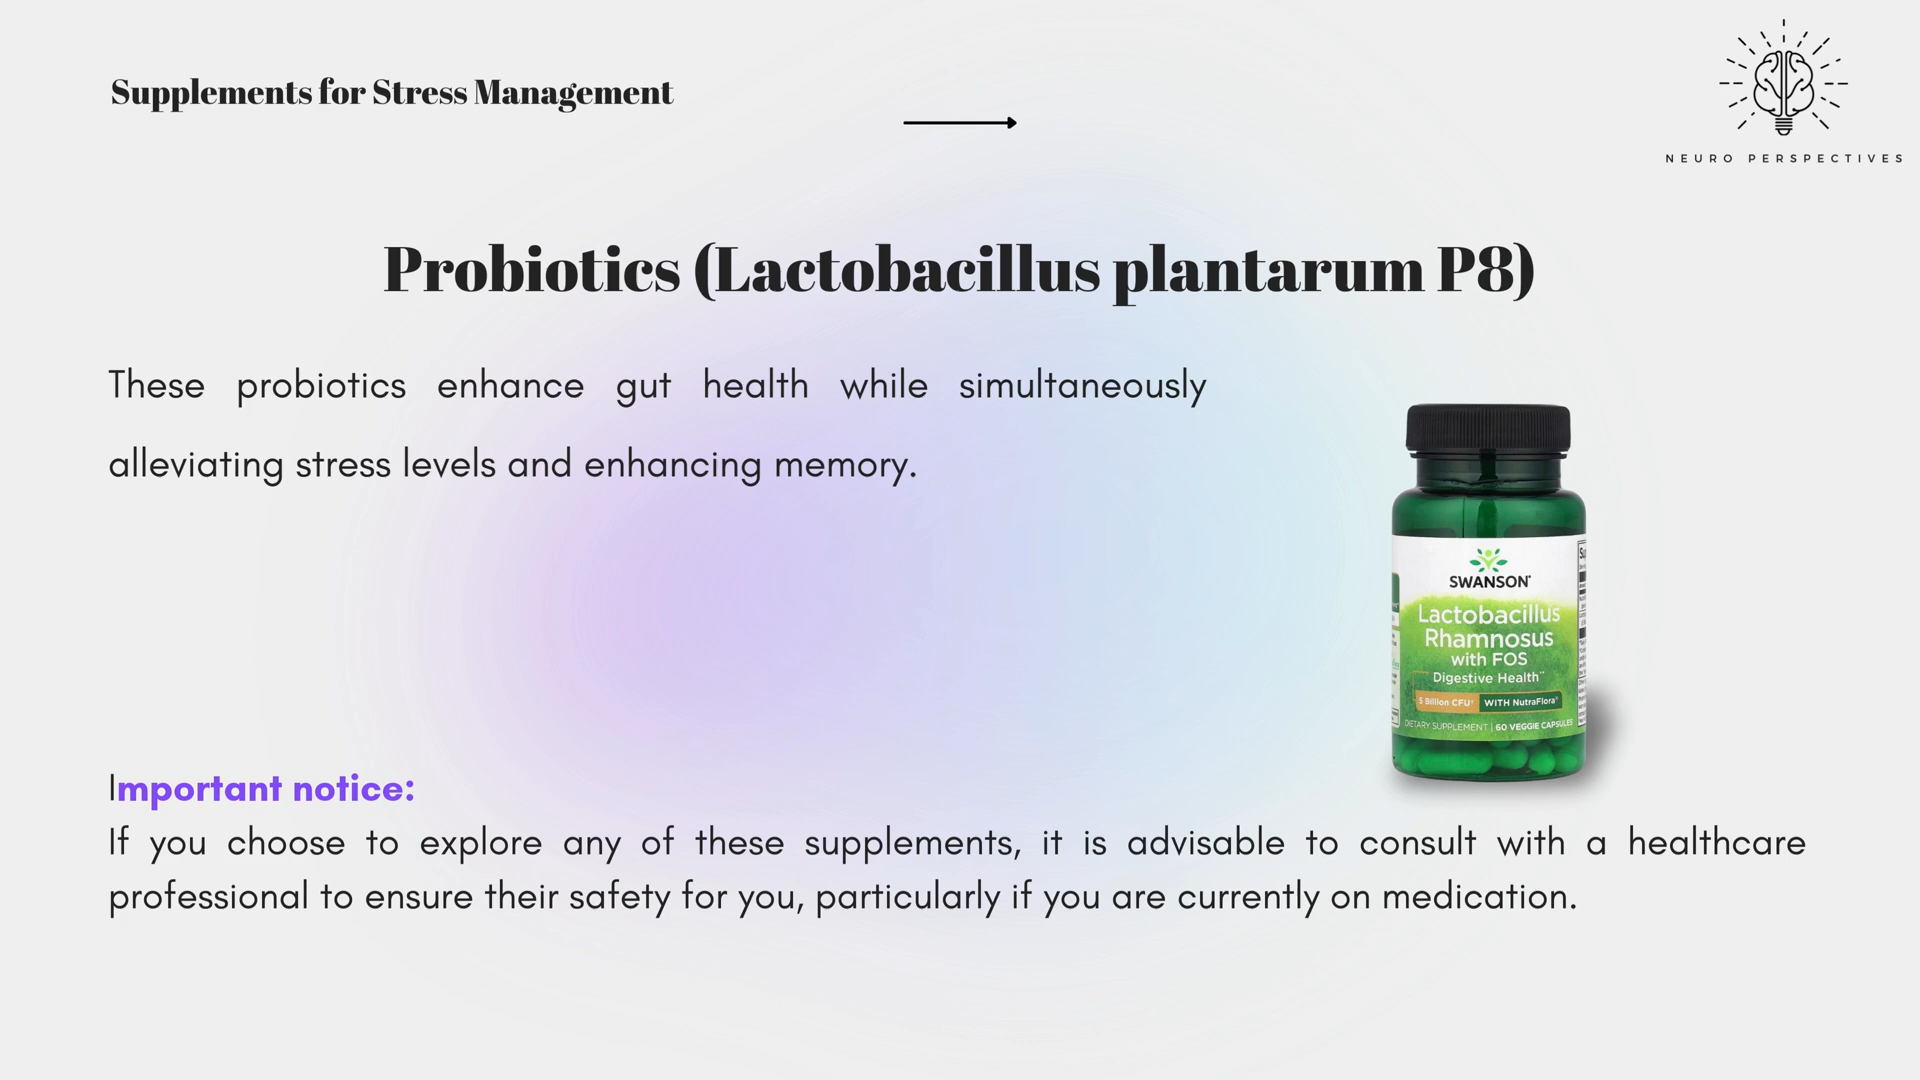 Supplements for Stress Management
NEURO PERSPECTIVES
Probiotics (Lactobacillus plantarum P8)
These probiotics enhance gut health while simultaneously
alleviating stress levels and enhancing memory.
SWANSON
Lactobacillus
Rhamnosus
with FOS
Digestive Health
5 Billion CFU† WITH NutraFlora®
DIETARY SUPPLEMENT | 60 VEGGIE CAPSULES
Important notice:
If you choose to explore any of these supplements, it is advisable to consult with a healthcare
professional to ensure their safety for you, particularly if you are currently on medication.